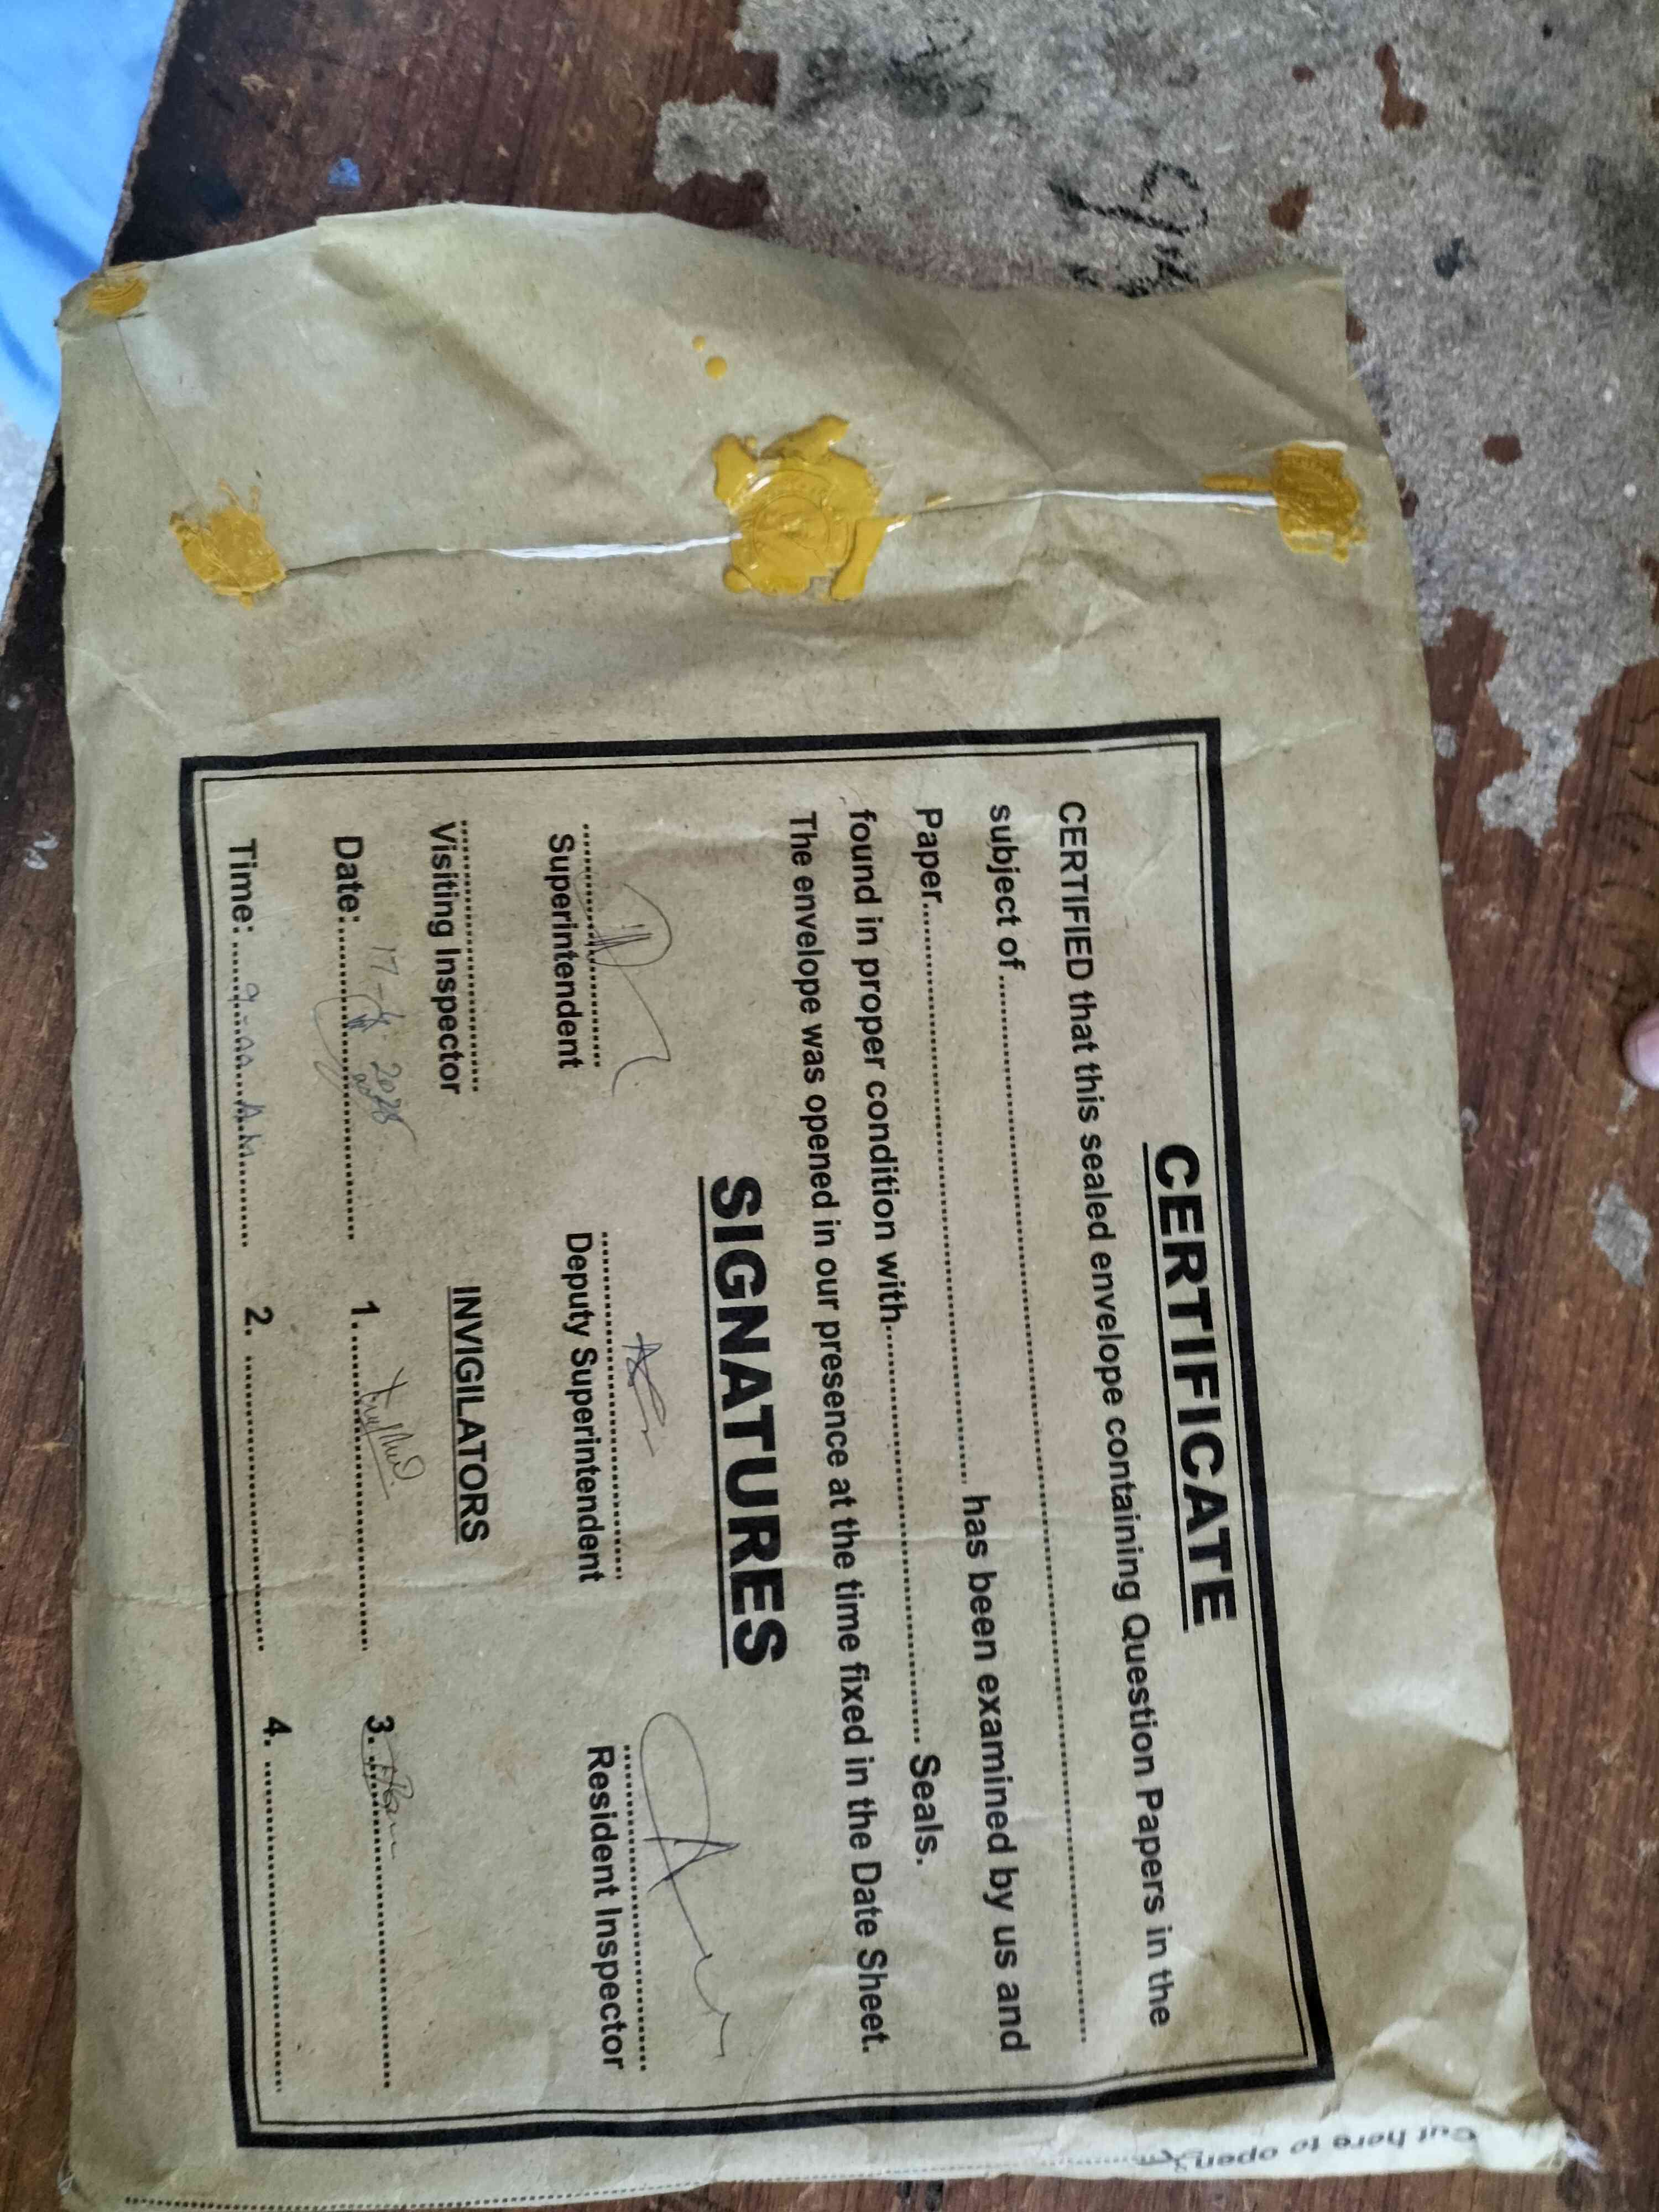 CERTIFICATE
CERTIFIED that this sealed envelope containing Question Papers in the
subject of
Paper has been examined by us and
found in proper condition with Seals.
The envelope was opened in our presence at the time fixed in the Date Sheet.
SIGNATURES
Superintendent Deputy Superintendent Resident Inspector
Visiting Inspector INVIGILATORS
Date: 1. 3.
Time: 2. 4.
Cut here to open